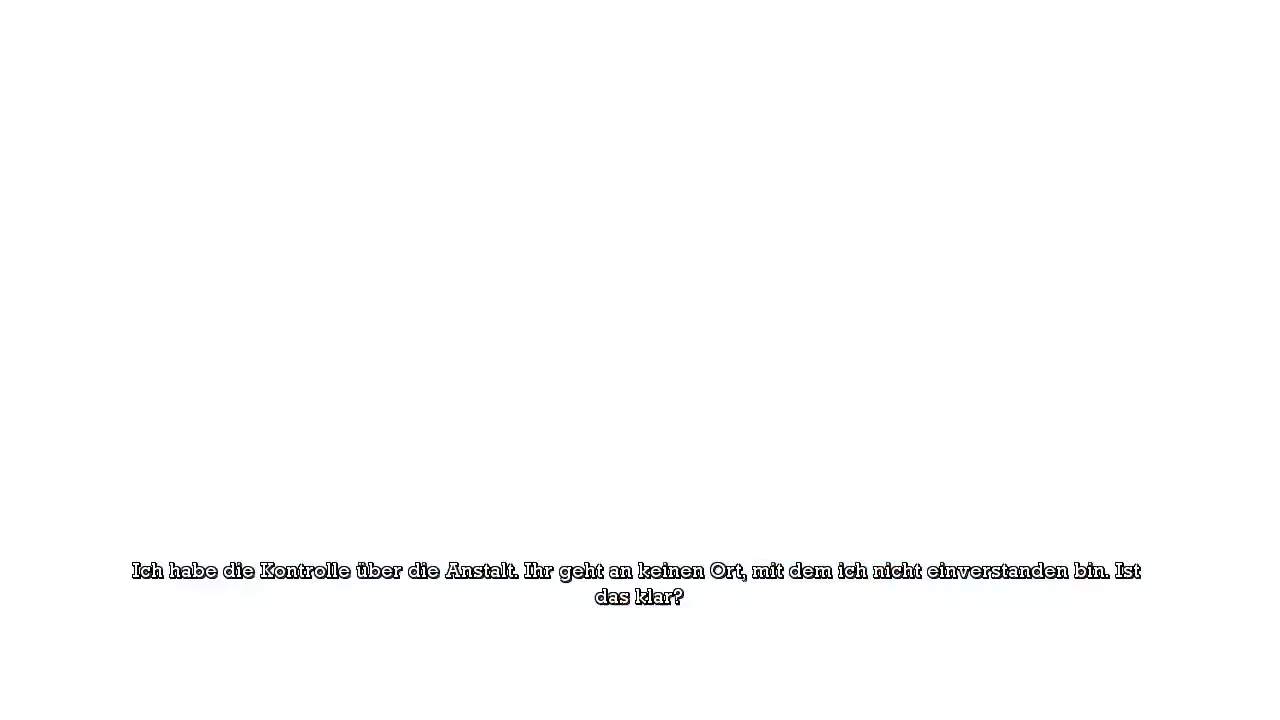 Ich habe die Kontrolle über die Anstalt. Ihr geht an keinen Ort, mit dem ich nicht einverstanden bin. Ist
das klar?